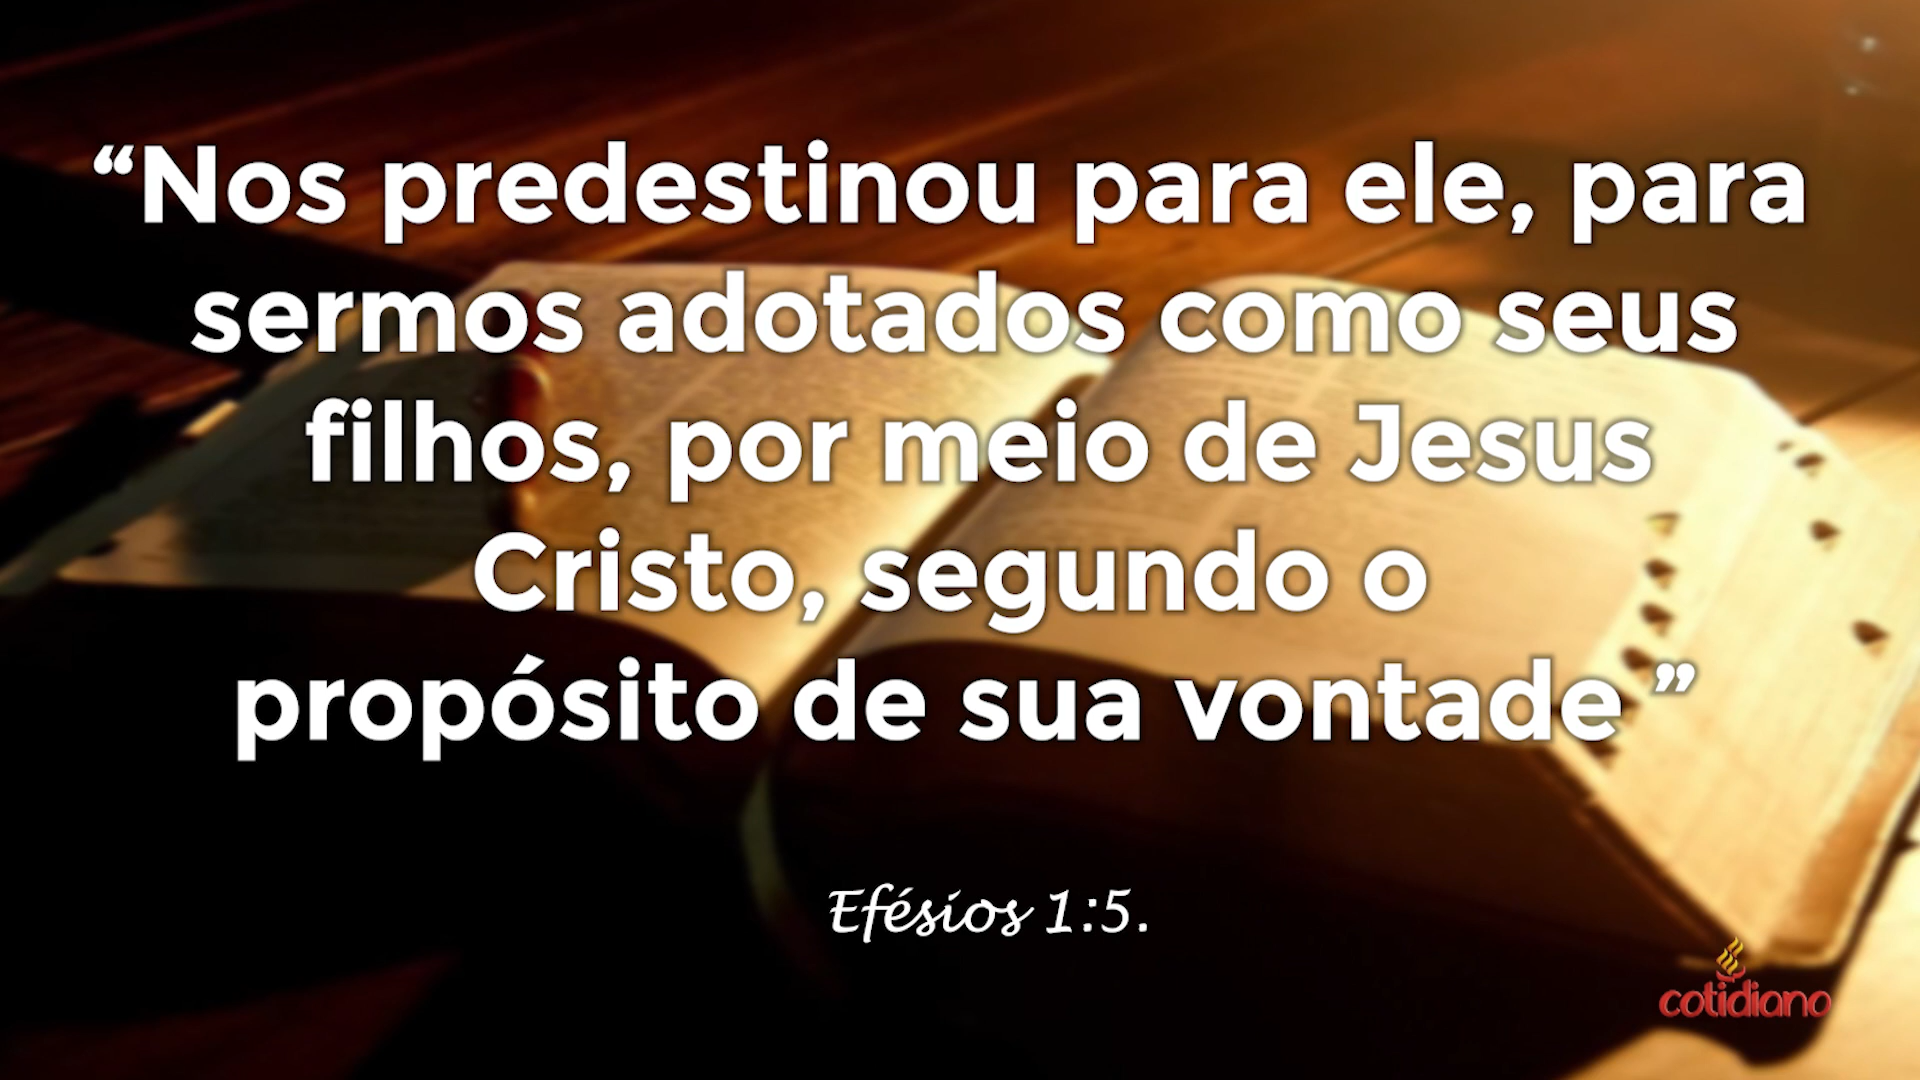 “Nos predestinou para ele, para
sermos adotados como seus
filhos, por meio de Jesus
Cristo, segundo o
propósito de sua vontade ”
Efésios 1:5.
cotidiano